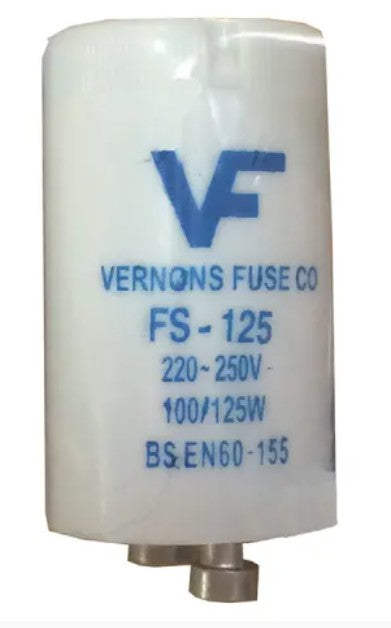 VF
VERNONS FUSE CO
FS - 125
220~250V-
100/125W
BS.EN60-155